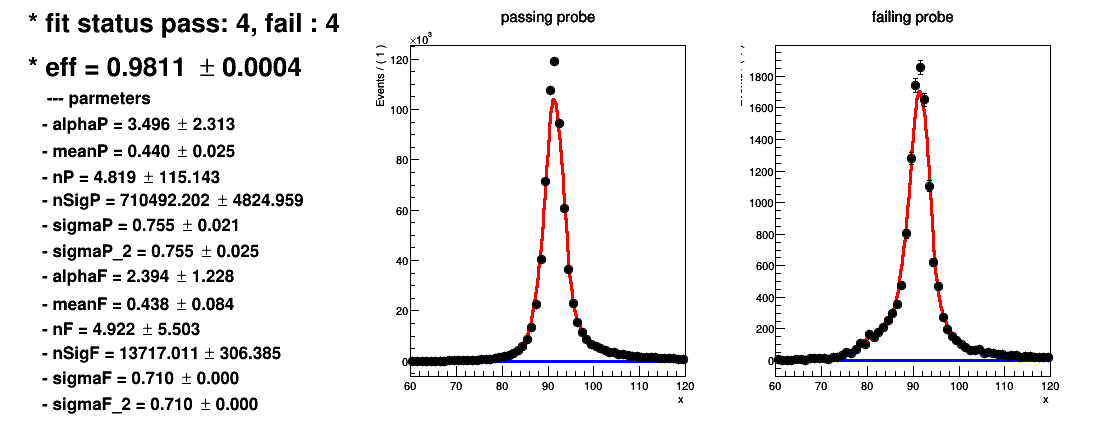 * fit status pass: 4, fail : 4
* eff = 0.9811 ± 0.0004
--- parmeters
- alphaP = 3.496 ± 2.313
- meanP = 0.440 ± 0.025
- nP = 4.819 ± 115.143
- nSigP = 710492.202 ± 4824.959
- sigmaP = 0.755 ± 0.021
- sigmaP_2 = 0.755 ± 0.025
- alphaF = 2.394 ± 1.228
- meanF = 0.438 ± 0.084
- nF = 4.922 ± 5.503
- nSigF = 13717.011 ± 306.385
- sigmaF = 0.710 ± 0.000
- sigmaF_2 = 0.710 ± 0.000
passing probe
×10³
Events / ( 1 )
120
100
80
60
40
20
0
60 70 80 90 100 110 120
x
failing probe
1800
1600
1400
1200
1000
800
600
400
200
0
60 70 80 90 100 110 120
x